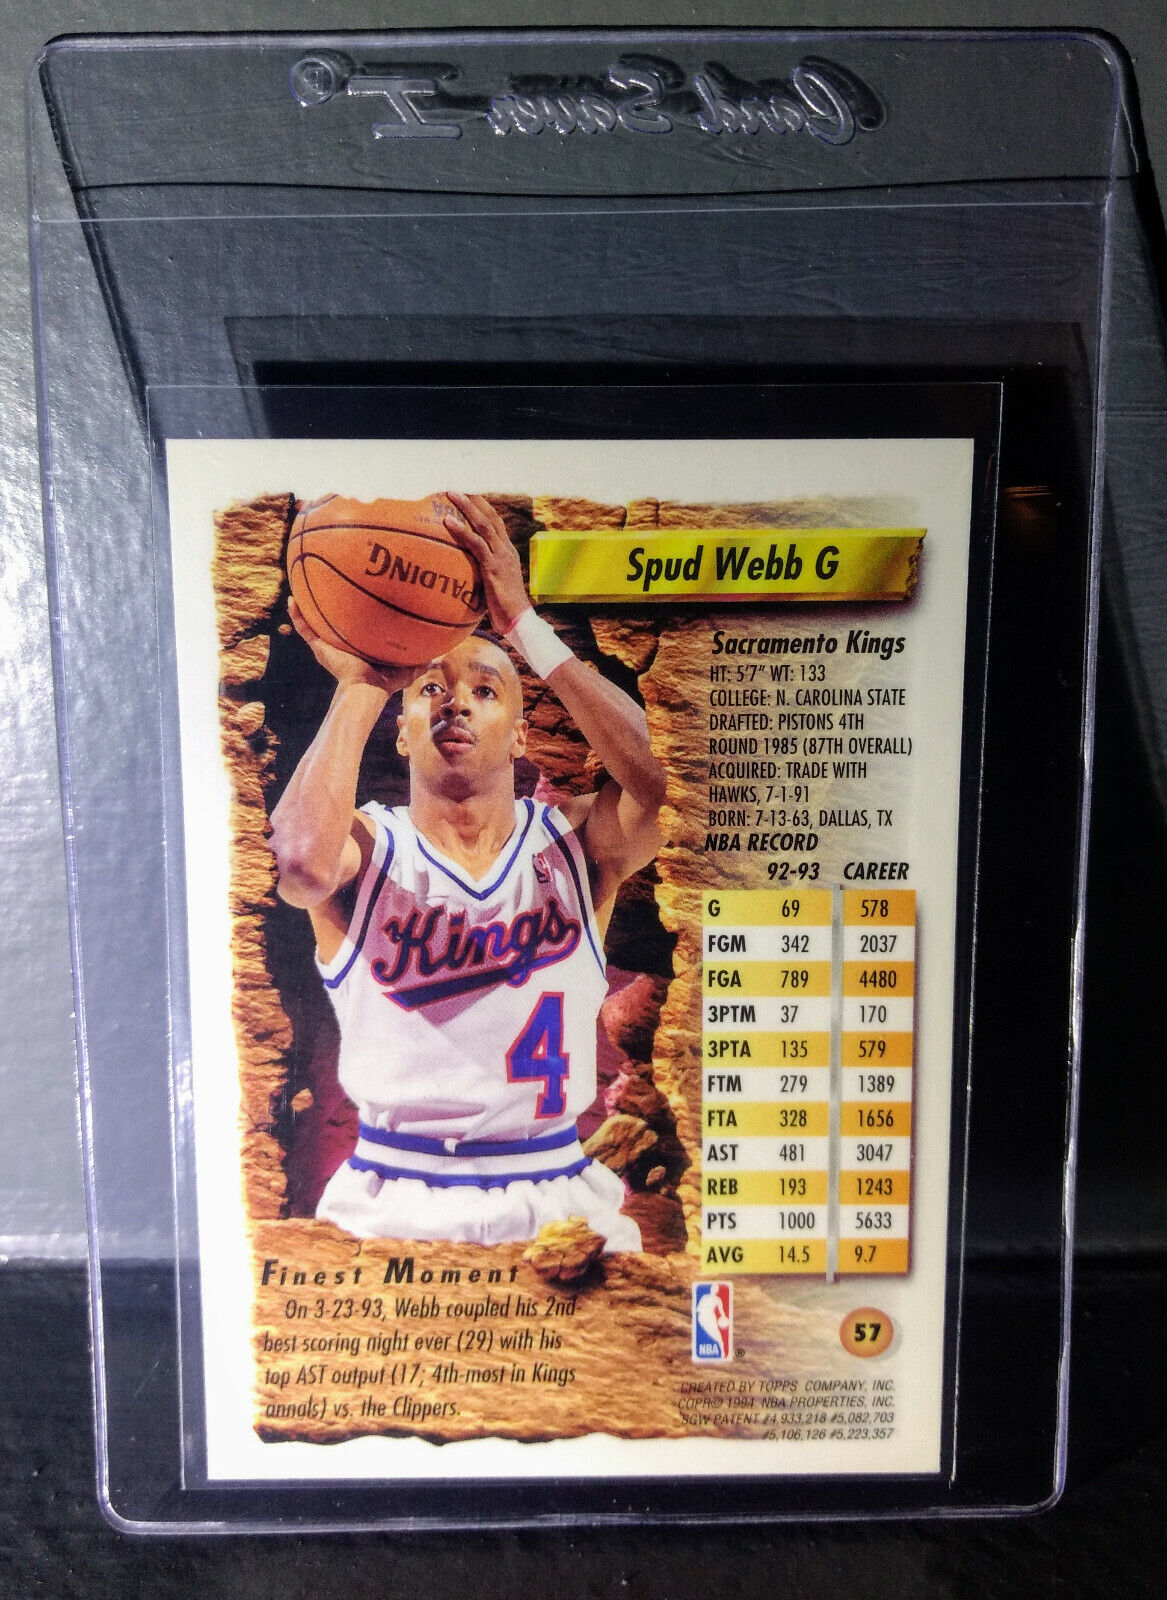 Card Saver I ®
SPALDING
Spud Webb G
Sacramento Kings
HT: 5'7" WT: 133
COLLEGE: N. CAROLINA STATE
DRAFTED: PISTONS 4TH
ROUND 1985 (87TH OVERALL)
ACQUIRED: TRADE WITH
HAWKS, 7-1-91
BORN: 7-13-63, DALLAS, TX
NBA RECORD
92-93 CAREER
G 69 578
FGM 342 2037
FGA 789 4480
3PTM 37 170
3PTA 135 579
FTM 279 1389
FTA 328 1656
AST 481 3047
REB 193 1243
PTS 1000 5633
AVG 14.5 9.7
Kings
4
Finest Moment
On 3-23-93, Webb coupled his 2nd-
best scoring night ever (29) with his
top AST output (17; 4th-most in Kings
annals) vs. the Clippers.
NBA ®
57
CREATED BY TOPPS COMPANY, INC.
COPR© 1994 NBA PROPERTIES, INC.
SGW PATENT #4,933,218 #5,082,703
#5,106,126 #5,223,357